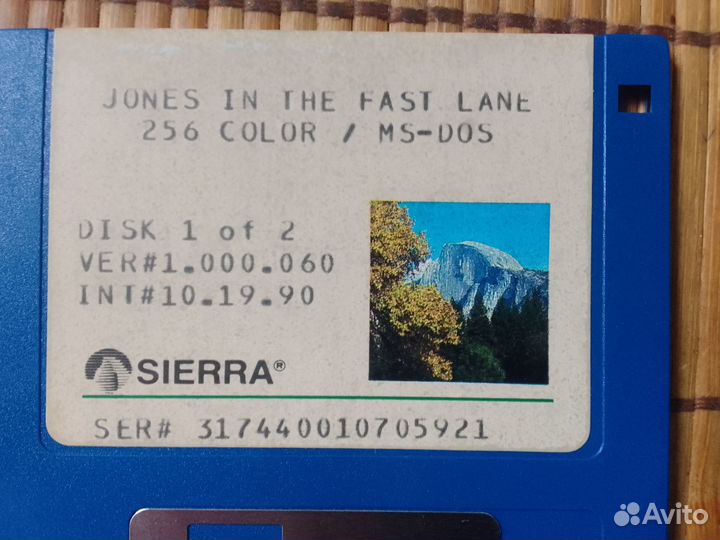 JONES IN THE FAST LANE
256 COLOR / MS-DOS
DISK 1 of 2
VER#1.000.060
INT#10.19.90
SIERRA®
SER# 317440010705921
Avito